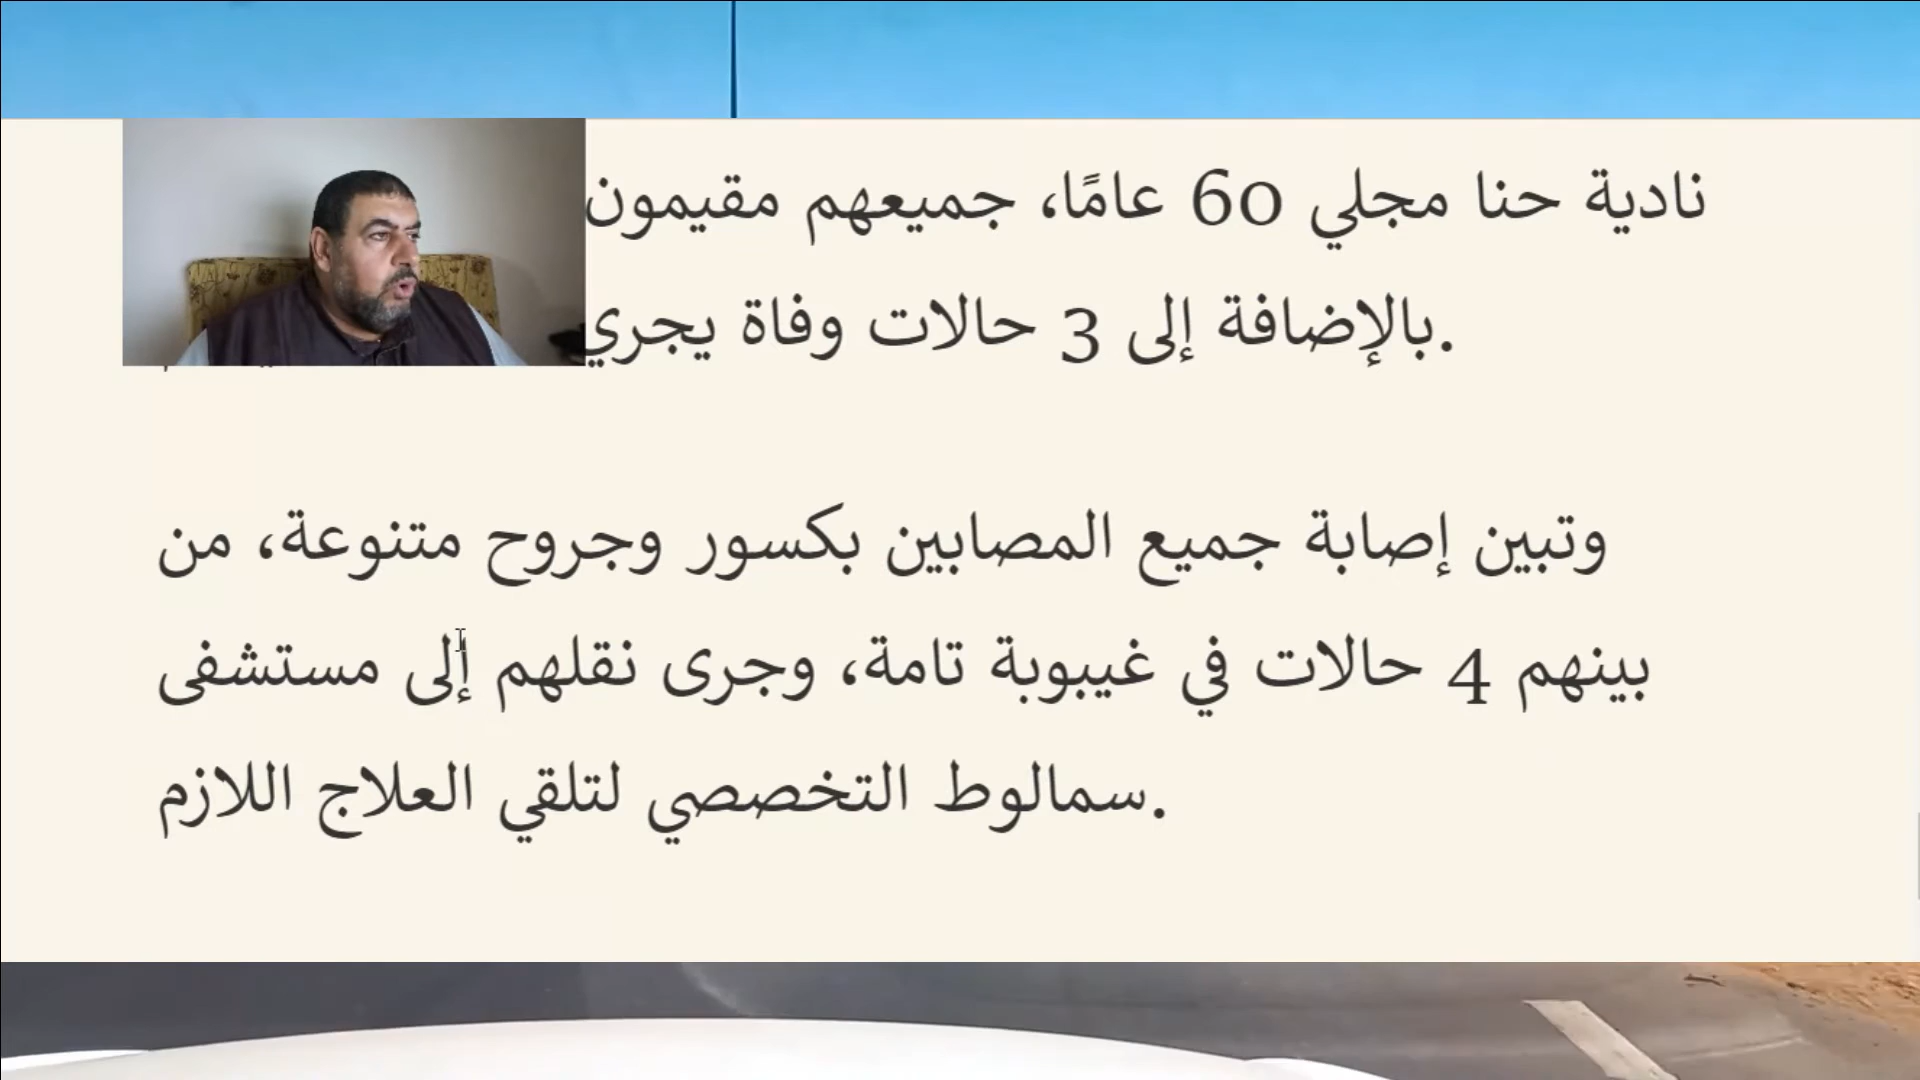 نادية حنا مجلي 60 عامًا، جميعهم مقيمون
بالإضافة إلى 3 حالات وفاة يجري.
وتبين إصابة جميع المصابين بكسور وجروح متنوعة، من
بينهم 4 حالات في غيبوبة تامة، وجرى نقلهم إلى مستشفى
سمالوط التخصصي لتلقي العلاج اللازم.